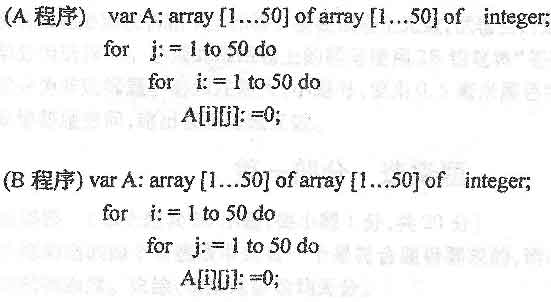 (A 程序) var A: array [1…50] of array [1…50] of integer;
for j: = 1 to 50 do
for i: = 1 to 50 do
A[i][j]: =0;
(B 程序) var A: array [1…50] of array [1…50] of integer;
for i: = 1 to 50 do
for j: = 1 to 50 do
A[i][j]: =0;